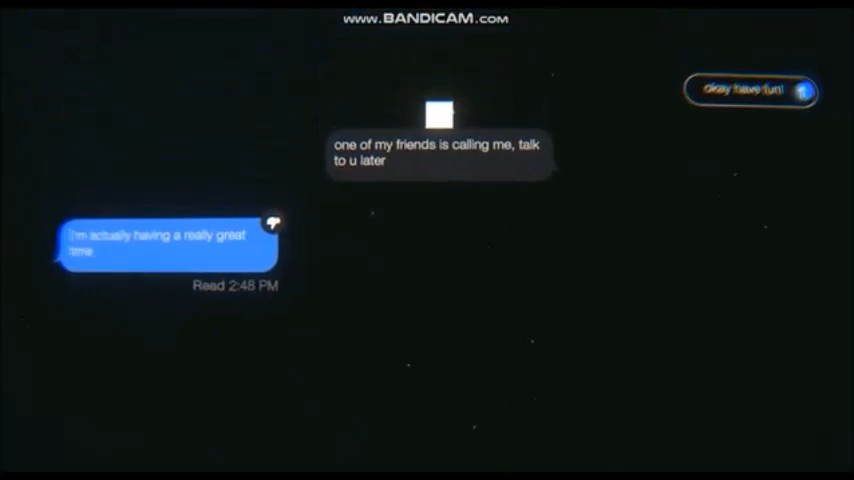 www.BANDICAM.com
okay have fun!
one of my friends is calling me, talk
to u later
I'm actually having a really great
time
Read 2:48 PM